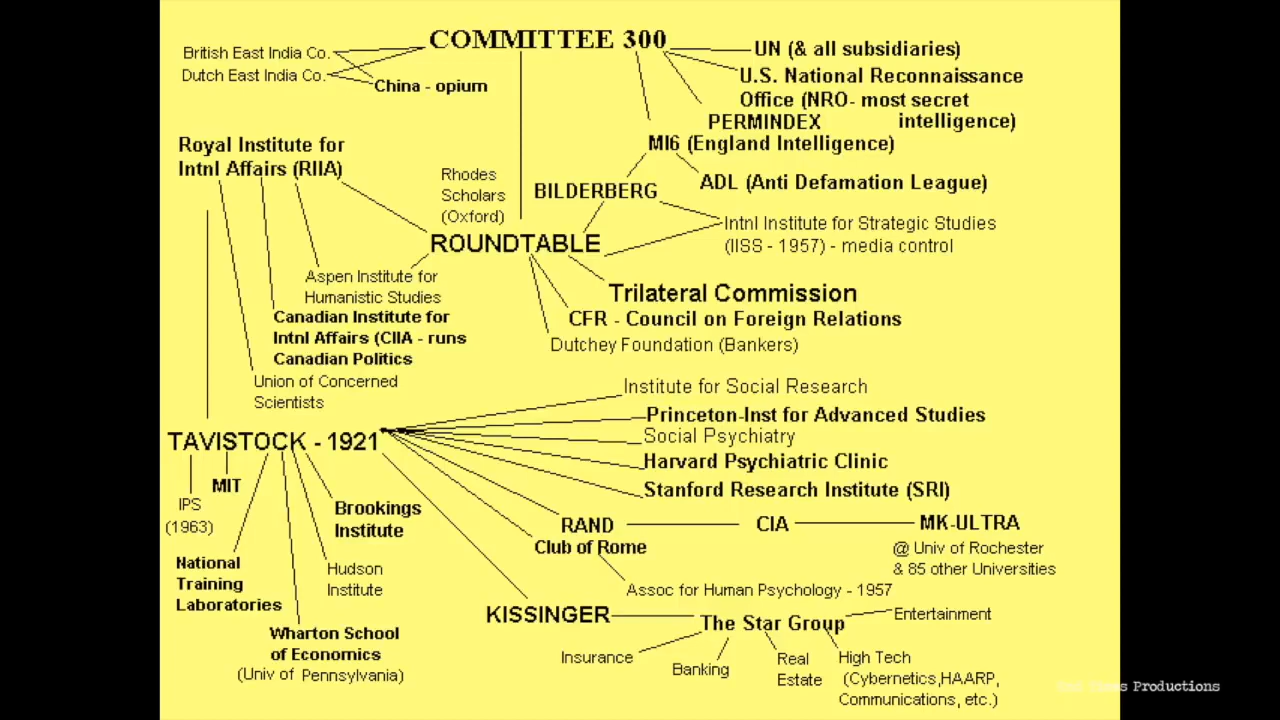 COMMITTEE 300
British East India Co.
Dutch East India Co.
China - opium
UN (& all subsidiaries)
U.S. National Reconnaissance
Office (NRO- most secret
intelligence)
PERMINDEX
MI6 (England Intelligence)
Royal Institute for
Intnl Affairs (RIIA)
Rhodes
Scholars
(Oxford)
BILDERBERG
ADL (Anti Defamation League)
Intnl Institute for Strategic Studies
(IISS - 1957) - media control
ROUNDTABLE
Aspen Institute for
Humanistic Studies
Canadian Institute for
Intnl Affairs (CIIA - runs
Canadian Politics
Union of Concerned
Scientists
Trilateral Commission
CFR - Council on Foreign Relations
Dutchey Foundation (Bankers)
Institute for Social Research
Princeton-Inst for Advanced Studies
Social Psychiatry
Harvard Psychiatric Clinic
Stanford Research Institute (SRI)
TAVISTOCK - 1921
MIT
IPS
(1963)
Brookings
Institute
National
Training
Laboratories
Hudson
Institute
Wharton School
of Economics
(Univ of Pennsylvania)
RAND
CIA
MK-ULTRA
@ Univ of Rochester
& 85 other Universities
Club of Rome
Assoc for Human Psychology - 1957
KISSINGER
The Star Group
Entertainment
Insurance
Banking
Real
Estate
High Tech
(Cybernetics,HAARP,
Communications, etc.)
Productions